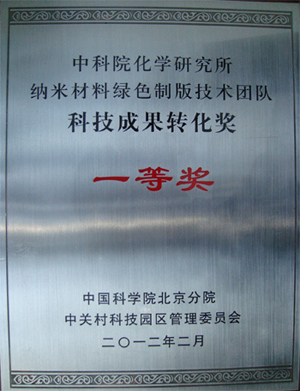 中科院化学研究所
纳米材料绿色制版技术团队
科技成果转化奖
一等奖
中国科学院北京分院
中关村科技园区管理委员会
二〇一二年二月